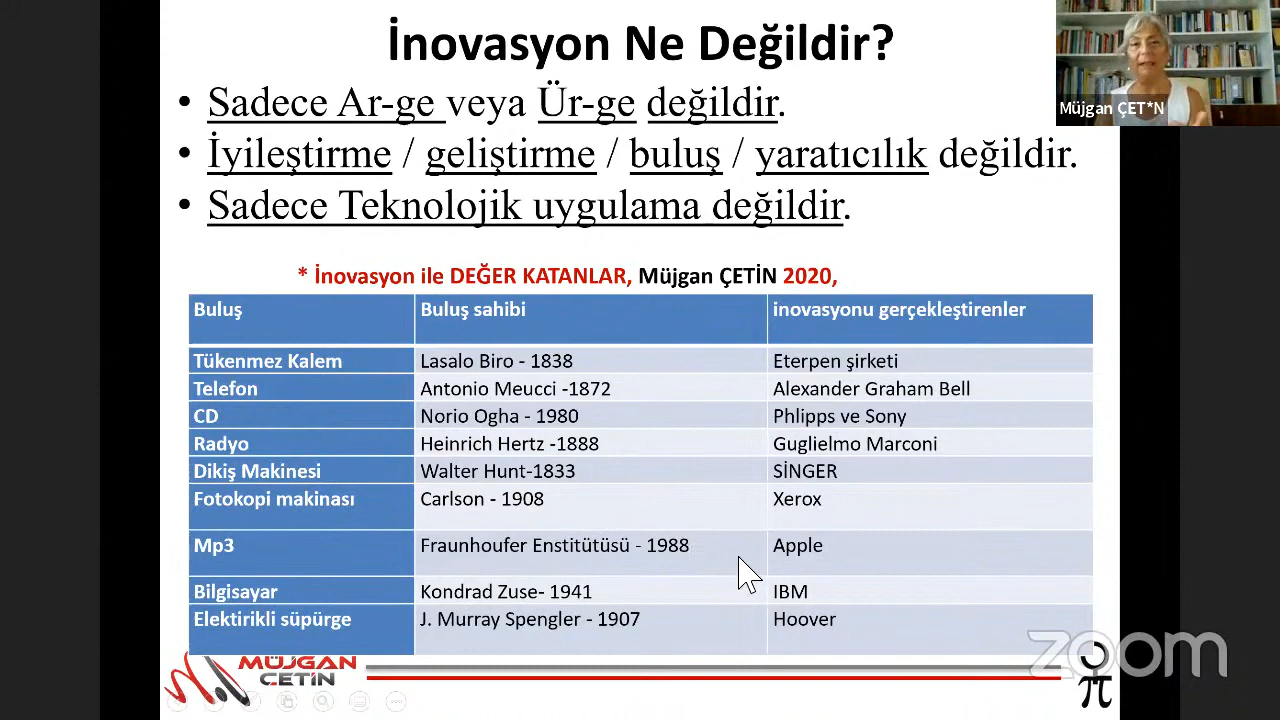 İnovasyon Ne Değildir?
• Sadece Ar-ge veya Ür-ge değildir.
• İyileştirme / geliştirme / buluş / yaratıcılık değildir.
• Sadece Teknolojik uygulama değildir.
Müjgan ÇET*N
* İnovasyon ile DEĞER KATANLAR, Müjgan ÇETİN 2020,
Buluş Buluş sahibi inovasyonu gerçekleştirenler
Tükenmez Kalem Lasalo Biro - 1838 Eterpen şirketi
Telefon Antonio Meucci -1872 Alexander Graham Bell
CD Norio Ogha - 1980 Phlipps ve Sony
Radyo Heinrich Hertz -1888 Guglielmo Marconi
Dikiş Makinesi Walter Hunt-1833 SİNGER
Fotokopi makinası Carlson - 1908 Xerox
Mp3 Fraunhoufer Enstitütüsü - 1988 Apple
Bilgisayar Kondrad Zuse- 1941 IBM
Elektirikli süpürge J. Murray Spengler - 1907 Hoover
MÜJGAN
ÇETİN
zoom
π